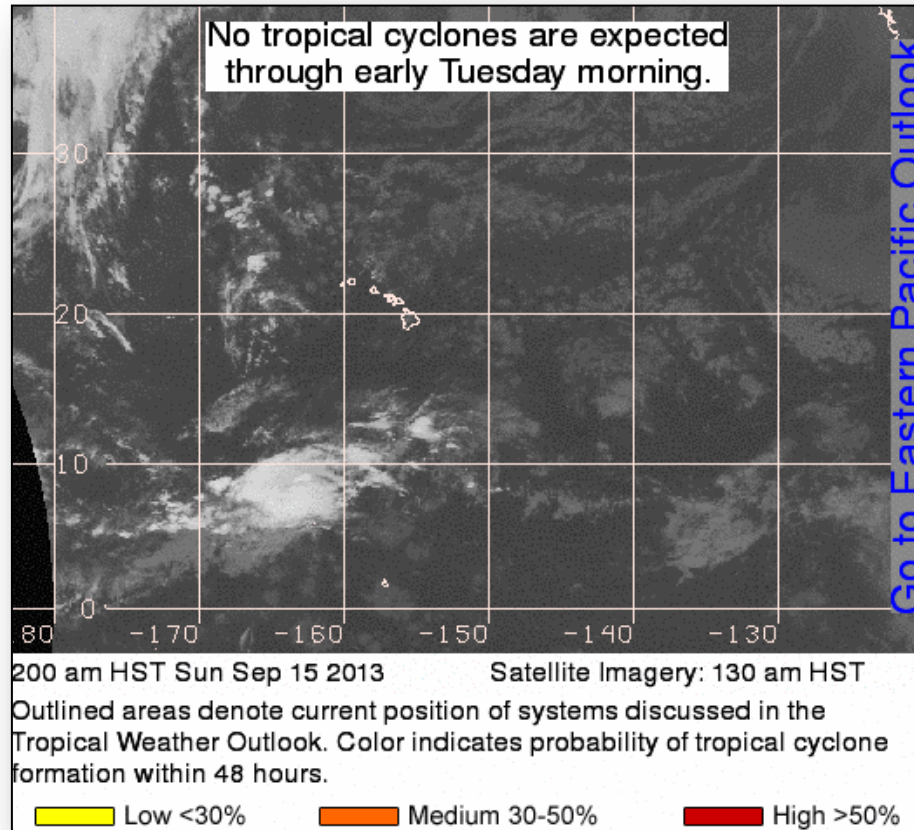 No tropical cyclones are expected
through early Tuesday morning.
Go to Eastern Pacific Outlook
30
20
10
0
80 -170 -160 -150 -140 -130
200 am HST Sun Sep 15 2013 Satellite Imagery: 130 am HST
Outlined areas denote current position of systems discussed in the
Tropical Weather Outlook. Color indicates probability of tropical cyclone
formation within 48 hours.
Low <30% Medium 30-50% High >50%